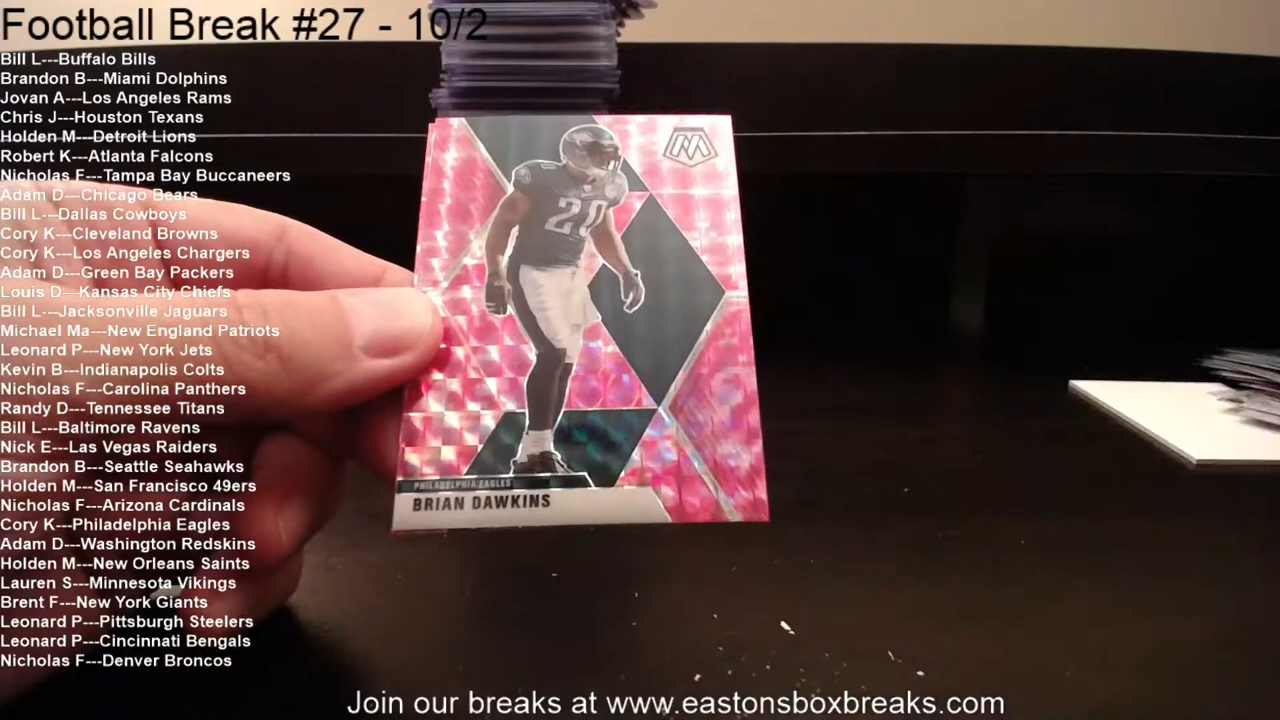 Football Break #27 - 10/2
Bill L---Buffalo Bills
Brandon B---Miami Dolphins
Jovan A---Los Angeles Rams
Chris J---Houston Texans
Holden M---Detroit Lions
Robert K---Atlanta Falcons
Nicholas F---Tampa Bay Buccaneers
Adam D---Chicago Bears
Bill L---Dallas Cowboys
Cory K---Cleveland Browns
Cory K---Los Angeles Chargers
Adam D---Green Bay Packers
Louis D---Kansas City Chiefs
Bill L---Jacksonville Jaguars
Michael Ma---New England Patriots
Leonard P---New York Jets
Kevin B---Indianapolis Colts
Nicholas F---Carolina Panthers
Randy D---Tennessee Titans
Bill L---Baltimore Ravens
Nick E---Las Vegas Raiders
Brandon B---Seattle Seahawks
Holden M---San Francisco 49ers
Nicholas F---Arizona Cardinals
Cory K---Philadelphia Eagles
Adam D---Washington Redskins
Holden M---New Orleans Saints
Lauren S---Minnesota Vikings
Brent F---New York Giants
Leonard P---Pittsburgh Steelers
Leonard P---Cincinnati Bengals
Nicholas F---Denver Broncos
M
20
20
PHILADELPHIA EAGLES
BRIAN DAWKINS
Join our breaks at www.eastonsboxbreaks.com